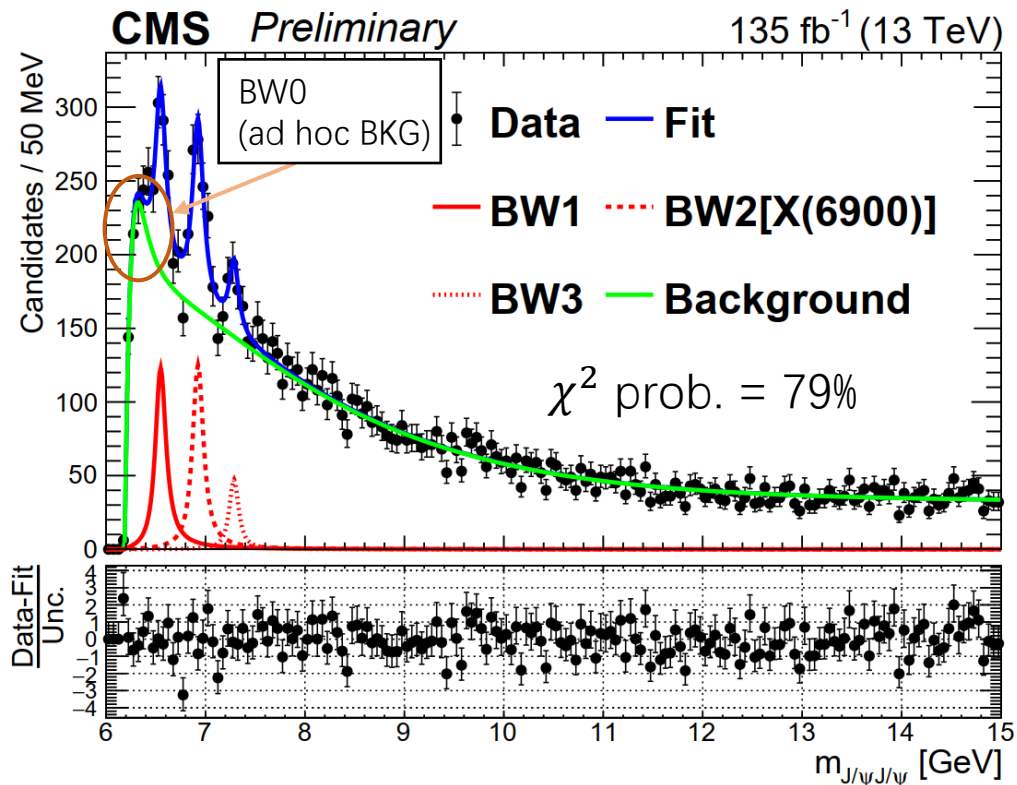 CMS Preliminary 135 fb⁻¹ (13 TeV)
Candidates / 50 MeV
300
250
200
150
100
50
0
BW0
(ad hoc BKG)
Data
Fit
BW1
BW2[X(6900)]
BW3
Background
χ² prob. = 79%
Data-Fit
Unc.
4
3
2
1
0
−1
−2
−3
−4
6 7 8 9 10 11 12 13 14 15
m_{J/ψJ/ψ} [GeV]